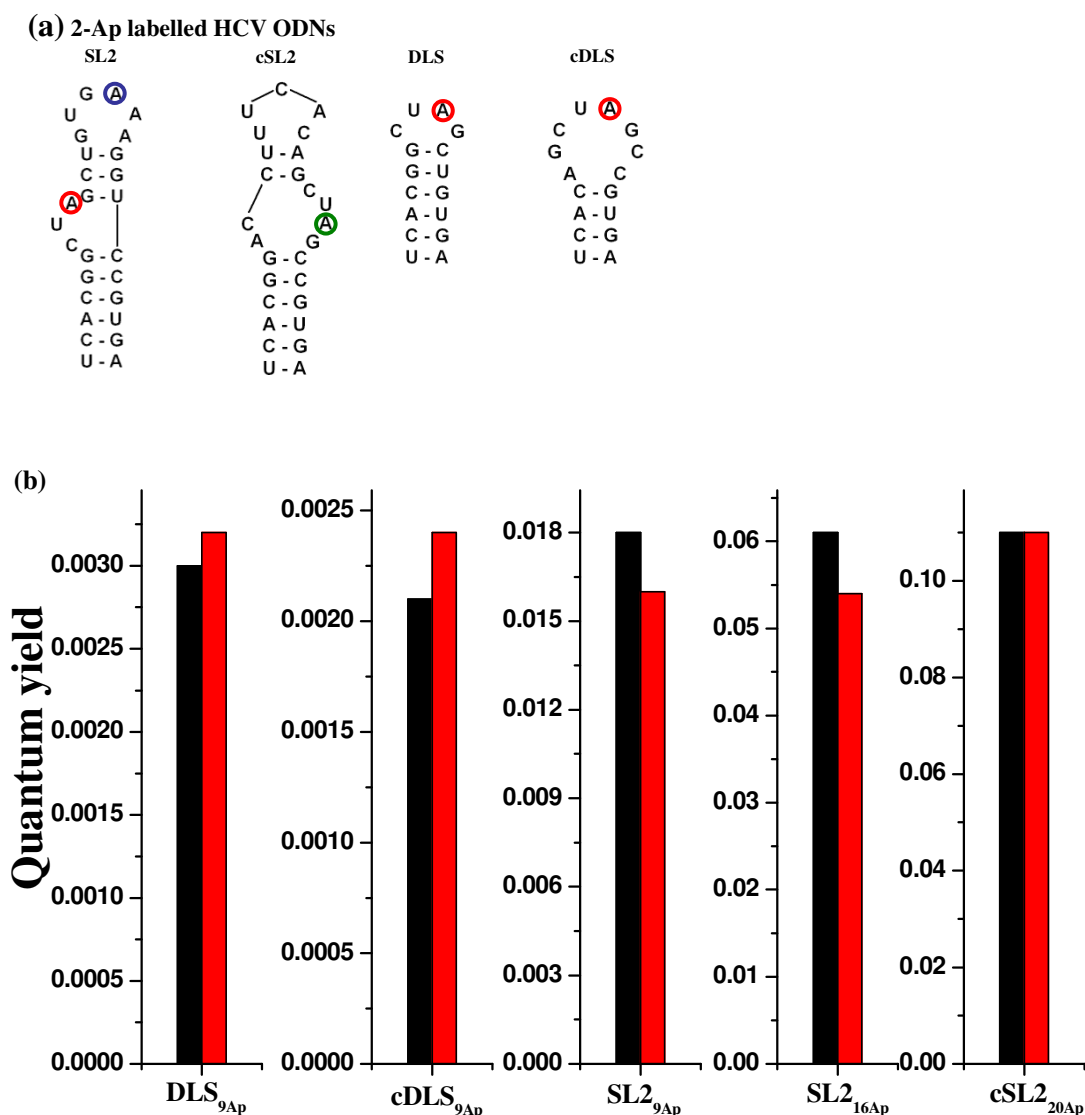 (a) 2-Ap labelled HCV ODNs
SL2
G A
U A
G A
U - G
C - G
G - U
A
U
C
G - C
G - C
C - G
A - U
C - G
U - A
cSL2
C
U A
U C
U - A
C - G
C
C U
A A
G
G - C
G - C
C - G
A - U
C - G
U - A
DLS
U A
C G
G - C
G - U
C - G
A - U
C - G
U - A
cDLS
U A
C G
G C
A C
C - G
A - U
C - G
U - A
(b)
Quantum yield
0.0030
0.0025
0.0020
0.0015
0.0010
0.0005
0.0000
DLS9Ap
0.0025
0.0020
0.0015
0.0010
0.0005
0.0000
cDLS9Ap
0.018
0.015
0.012
0.009
0.006
0.003
0.000
SL29Ap
0.06
0.05
0.04
0.03
0.02
0.01
0.00
SL216Ap
0.10
0.08
0.06
0.04
0.02
0.00
cSL220Ap